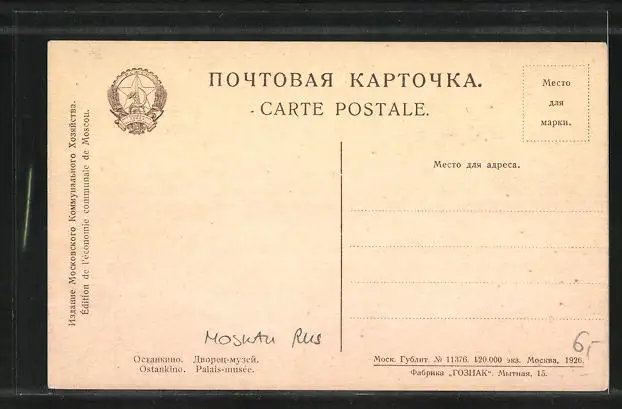 ПОЧТОВАЯ КАРТОЧКА.
- CARTE POSTALE.
Место
для
марки.
Издание Московского Коммунального Хозяйства.
Édition de l'économie communale de Moscou.
Место для адреса.
MOSKAU RUS
6,-
Останкино. Дворец-музей.
Ostankino. Palais-musée.
Моск. Гублит. № 11376. 120.000 экз. Москва, 1926.
Фабрика „ГОЗНАК“. Мытная, 15.